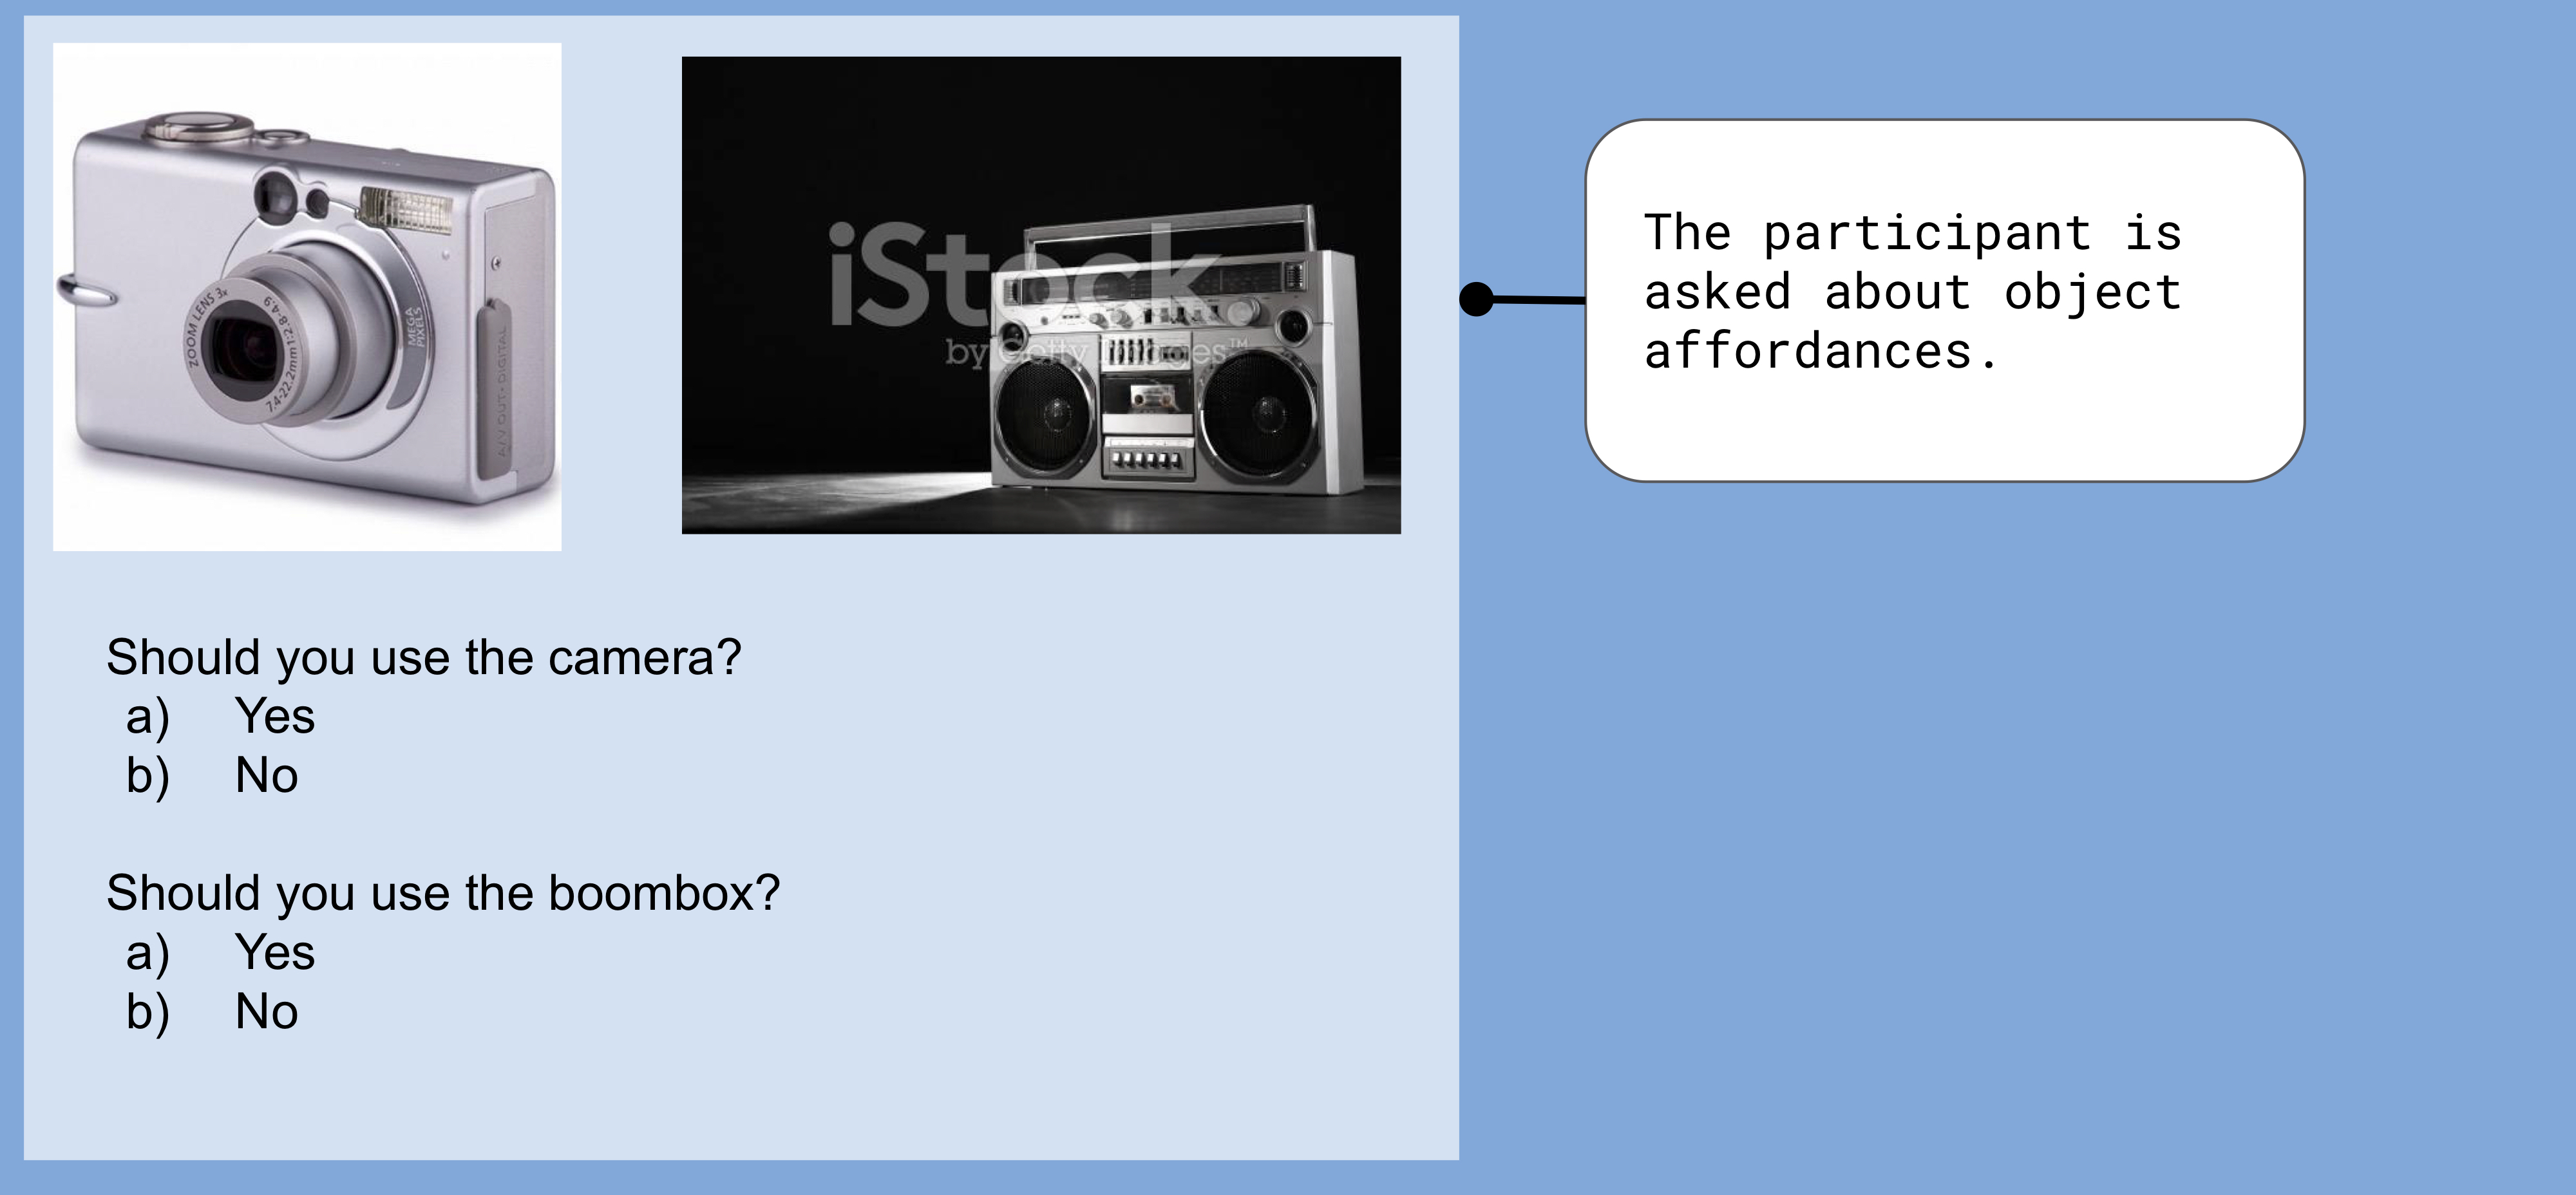 ZOOM LENS 3x
7.4-22.2mm 1:2.8-4.9
MEGA
PIXELS
A/V OUT • DIGITAL
iStock
by Getty Images™
The participant is
asked about object
affordances.
Should you use the camera?
a) Yes
b) No
Should you use the boombox?
a) Yes
b) No